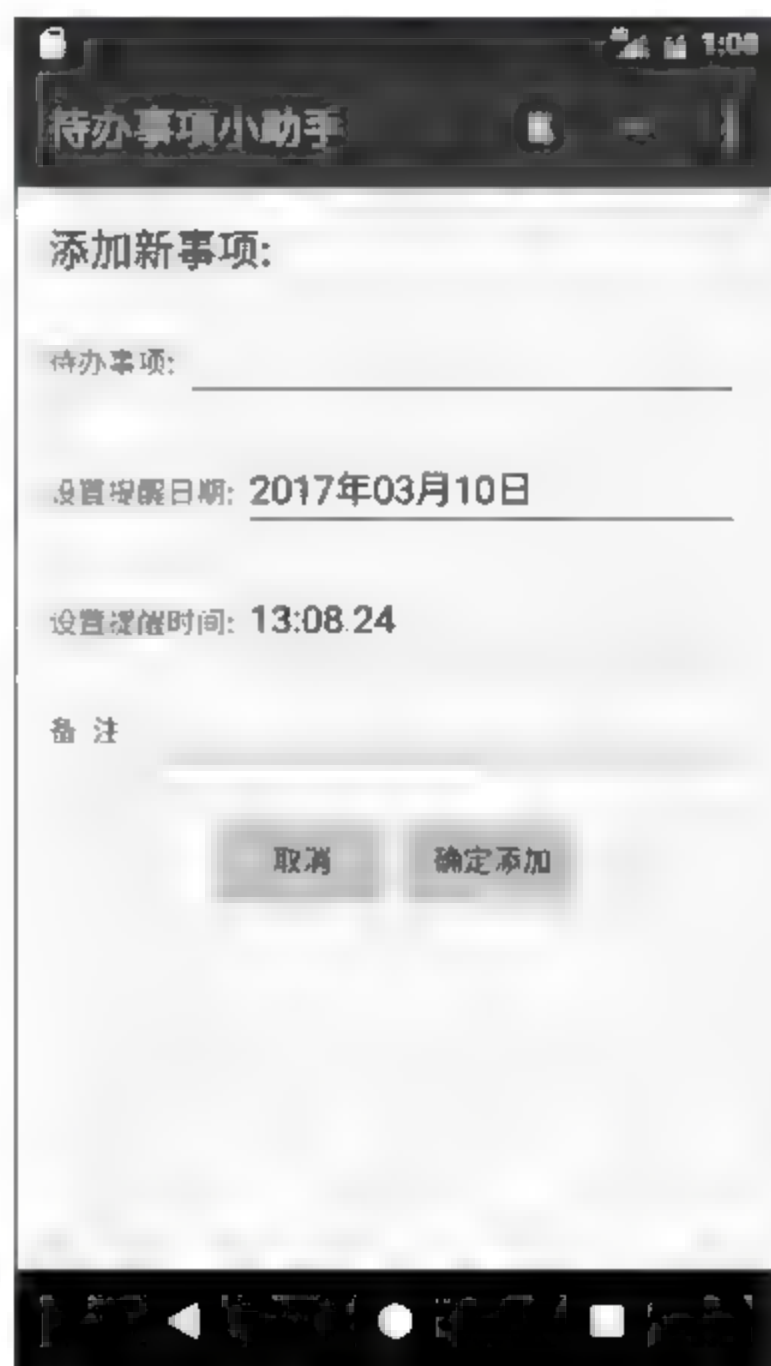 1:08
待办事项小助手
添加新事项:
待办事项:
设置提醒日期: 2017年03月10日
设置提醒时间: 13:08:24
备 注
取消 确定添加